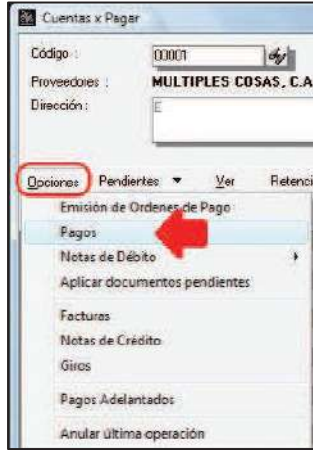 Cuentas x Pagar
Código : 00001
Proveedores : MULTIPLES COSAS, C.A
Dirección : E
Opciones Pendientes Ver Retenci
Emisión de Ordenes de Pago
Pagos
Notas de Débito
Aplicar documentos pendientes
Facturas
Notas de Crédito
Giros
Pagos Adelantados
Anular última operación